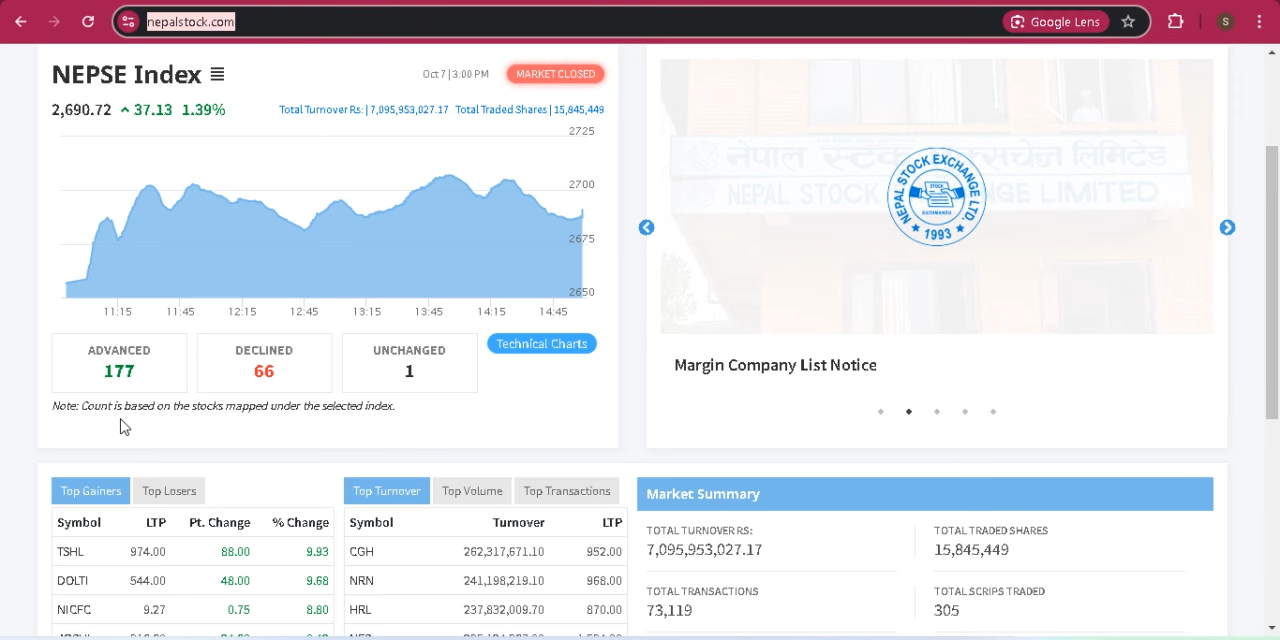 nepalstock.com
Google Lens
S
NEPSE Index
Oct 7 | 3:00 PM
MARKET CLOSED
2,690.72 37.13 1.39%
Total Turnover Rs: | 7,095,953,027.17 Total Traded Shares | 15,845,449
2725
2700
2675
2650
11:15 11:45 12:15 12:45 13:15 13:45 14:15 14:45
ADVANCED
177
DECLINED
66
UNCHANGED
1
Technical Charts
Note: Count is based on the stocks mapped under the selected index.
NEPAL STOCK EXCHANGE LTD.
STOCK
KATHMANDU
1993
नेपाल स्टक एक्सचेन्ज लिमिटेड
NEPAL STOCK EXCHANGE LIMITED
Margin Company List Notice
Top Gainers Top Losers
Symbol LTP Pt. Change % Change
TSHL 974.00 88.00 9.93
DOLTI 544.00 48.00 9.68
NICFC 9.27 0.75 8.80
Top Turnover Top Volume Top Transactions
Symbol Turnover LTP
CGH 262,317,671.10 952.00
NRN 241,198,219.10 968.00
HRL 237,832,009.70 870.00
Market Summary
TOTAL TURNOVER RS:
7,095,953,027.17
TOTAL TRADED SHARES
15,845,449
TOTAL TRANSACTIONS
73,119
TOTAL SCRIPS TRADED
305